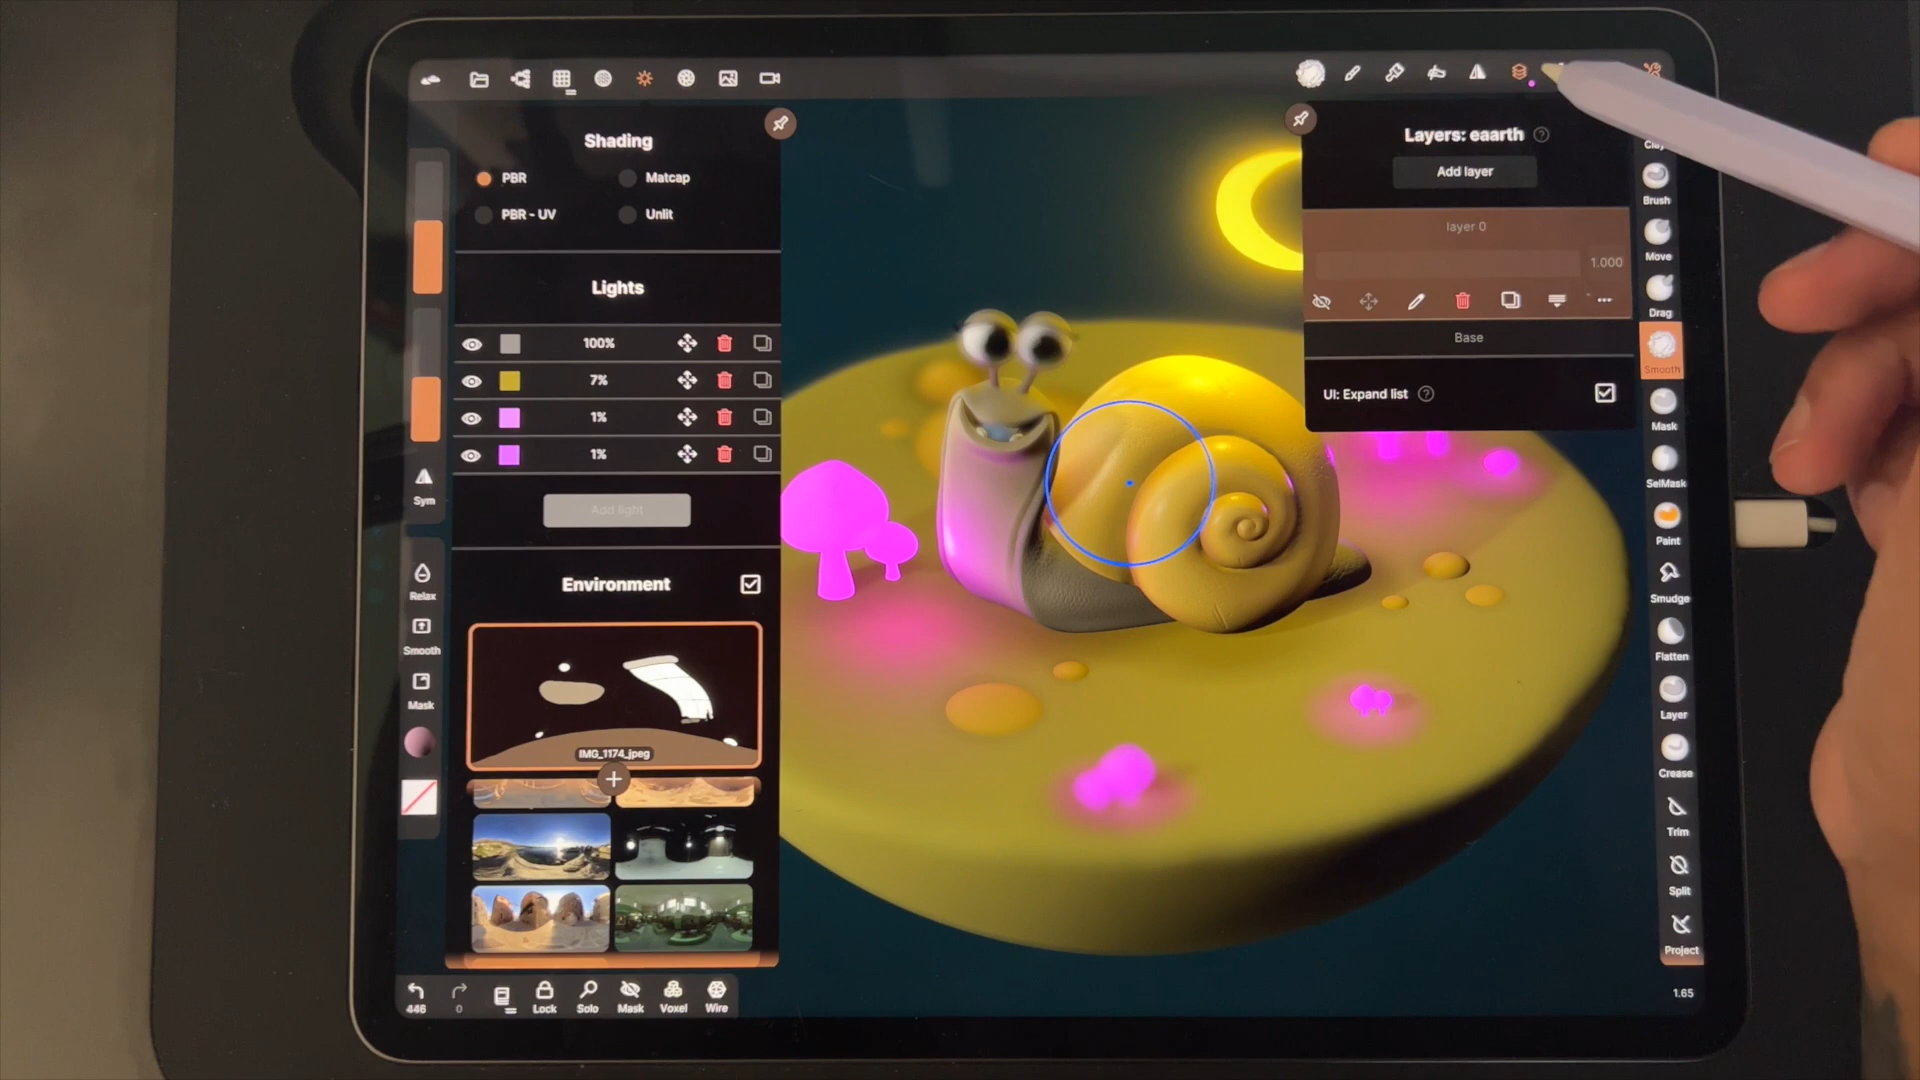 Shading
PBR
Matcap
PBR - UV
Unlit
Lights
100%
7%
1%
1%
Add light
Environment
IMG_1174_jpeg
Sym
Relax
Smooth
Mask
446
0
Lock
Solo
Mask
Voxel
Wire
Layers: eaarth ?
Add layer
layer 0
1.000
Base
UI: Expand list ?
Clay
Brush
Move
Drag
Smooth
Mask
SelMask
Paint
Smudge
Flatten
Layer
Crease
Trim
Split
Project
1.65